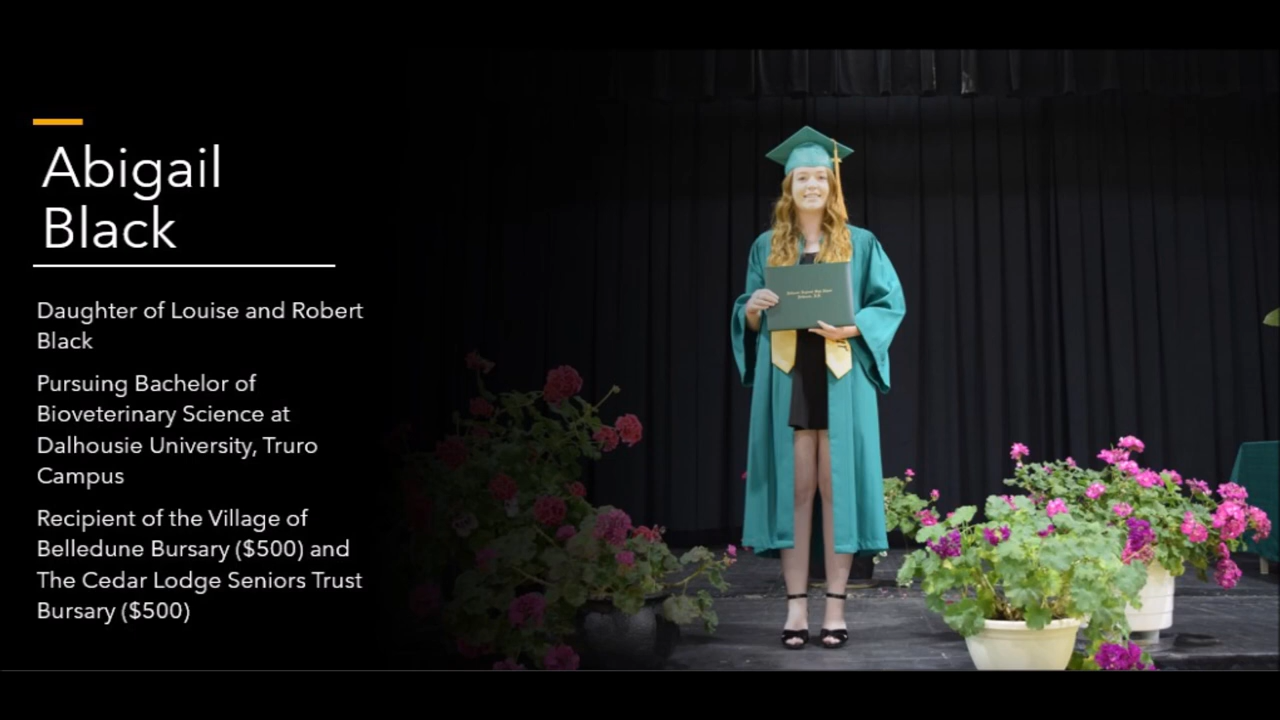 Abigail
Black
Daughter of Louise and Robert
Black
Pursuing Bachelor of
Bioveterinary Science at
Dalhousie University, Truro
Campus
Recipient of the Village of
Belledune Bursary ($500) and
The Cedar Lodge Seniors Trust
Bursary ($500)